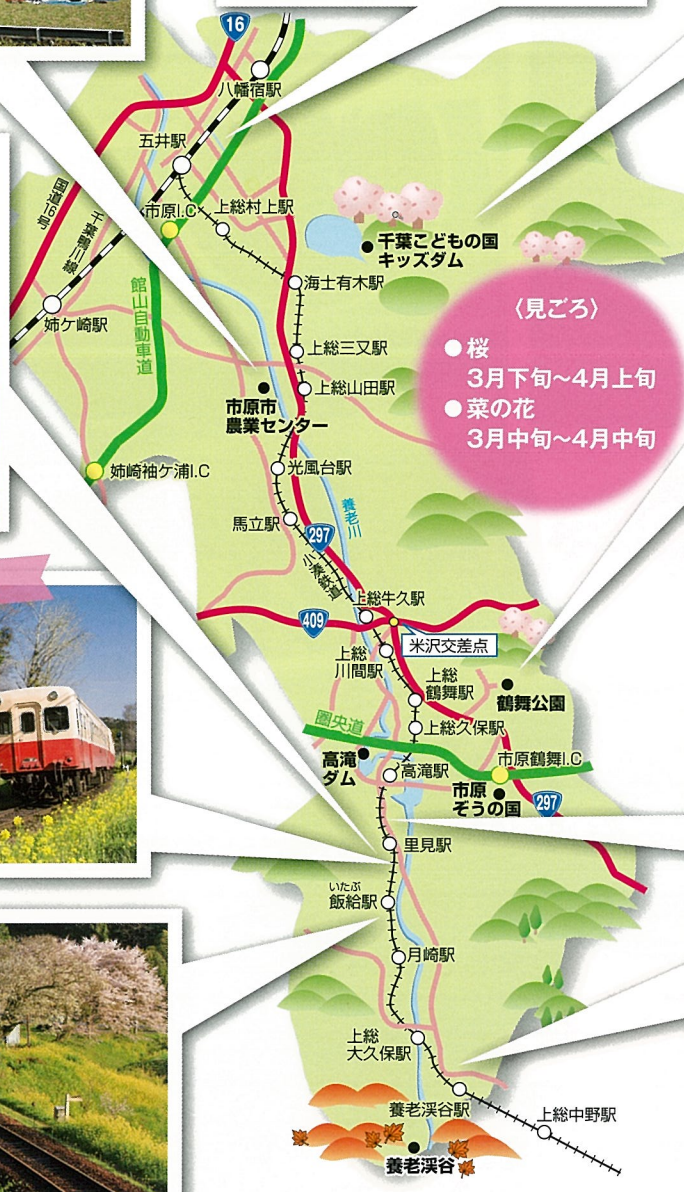 16
八幡宿駅
五井駅
国道16号
千葉鴨川線
市原I.C
上総村上駅
千葉こどもの国
キッズダム
海士有木駅
館山自動車道
姉ケ崎駅
〈見ごろ〉
●桜
3月下旬〜4月上旬
●菜の花
3月中旬〜4月中旬
上総三又駅
上総山田駅
市原市
農業センター
姉崎袖ケ浦I.C
光風台駅
養老川
馬立駅
297
小湊鉄道
上総牛久駅
409
米沢交差点
上総
川間駅
上総
鶴舞駅
鶴舞公園
圏央道
上総久保駅
高滝
ダム
高滝駅
市原鶴舞I.C
市原
ぞうの国
297
里見駅
いたぶ
飯給駅
月崎駅
上総
大久保駅
養老渓谷駅
上総中野駅
養老渓谷